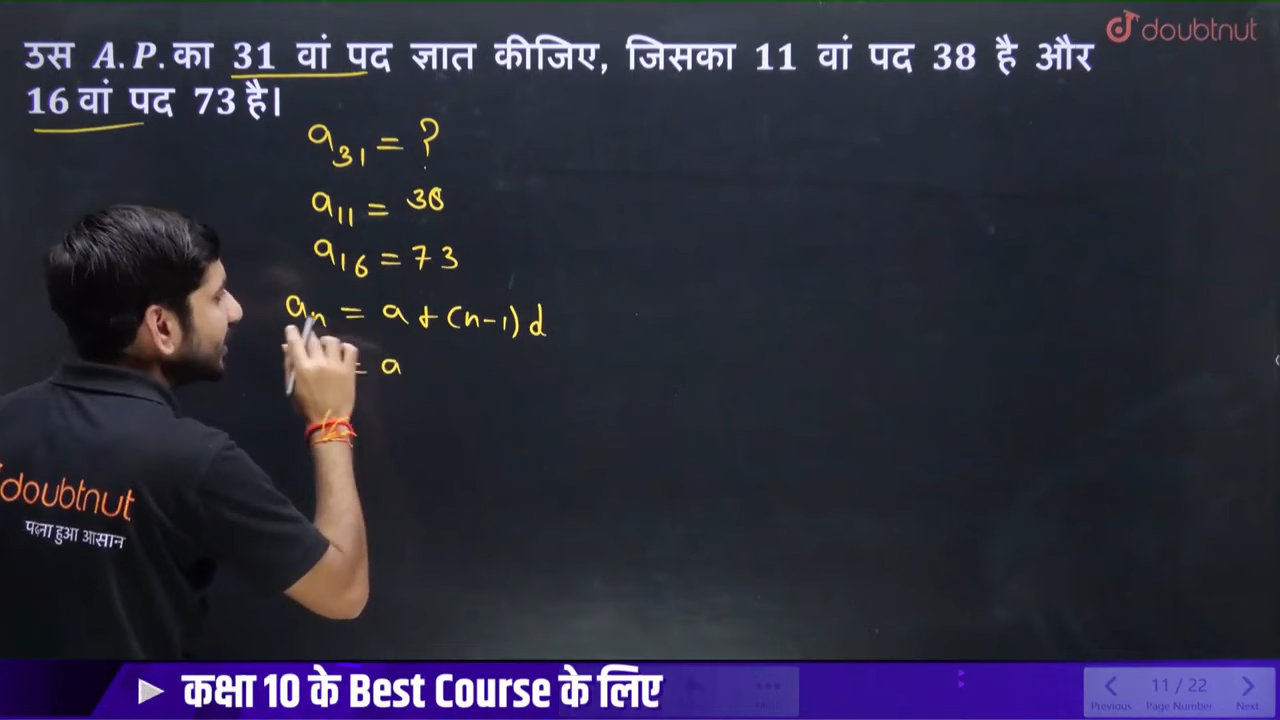 doubtnut
उस A.P. का 31 वां पद ज्ञात कीजिए, जिसका 11 वां पद 38 है और
16 वां पद 73 है।
a31 = ?
a11 = 38
a16 = 73
an = a + (n-1) d
= a
doubtnut
पढ़ना हुआ आसान
कक्षा 10 के Best Course के लिए
11 / 22
Previous Page Number Next